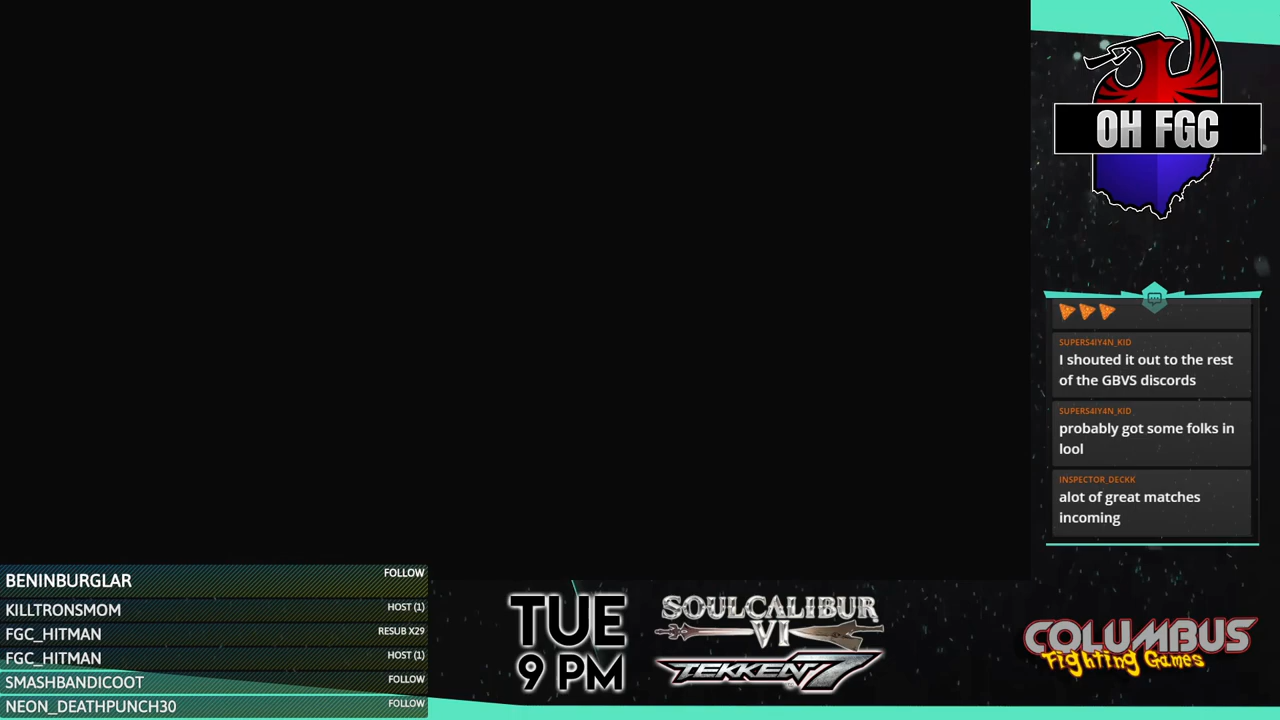 OH FGC
SUPERS4IY4N_KID
I shouted it out to the rest
of the GBVS discords
SUPERS4IY4N_KID
probably got some folks in
lool
INSPECTOR_DECKK
alot of great matches
incoming
BENINBURGLAR FOLLOW
KILLTRONSMOM HOST (1)
FGC_HITMAN RESUB X29
FGC_HITMAN HOST (1)
SMASHBANDICOOT FOLLOW
NEON_DEATHPUNCH30 FOLLOW
TUE
9 PM
SOULCALIBUR
VI
TEKKEN 7
COLUMBUS
Fighting Games